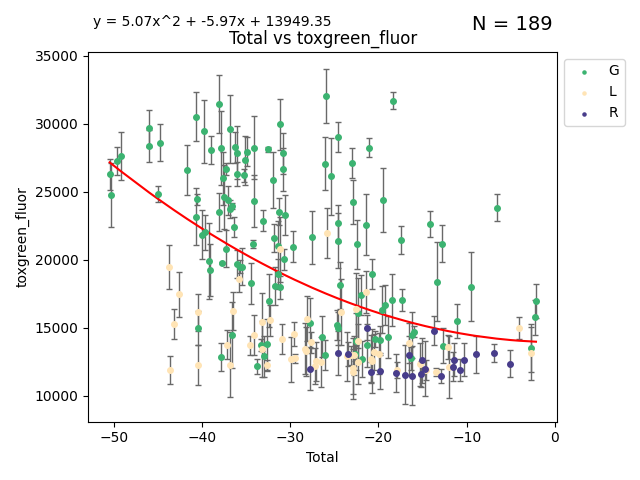 y = 5.07x^2 + -5.97x + 13949.35
N = 189
Total vs toxgreen_fluor
35000
30000
25000
20000
15000
10000
toxgreen_fluor
−50
−40
−30
−20
−10
0
Total
G
L
R